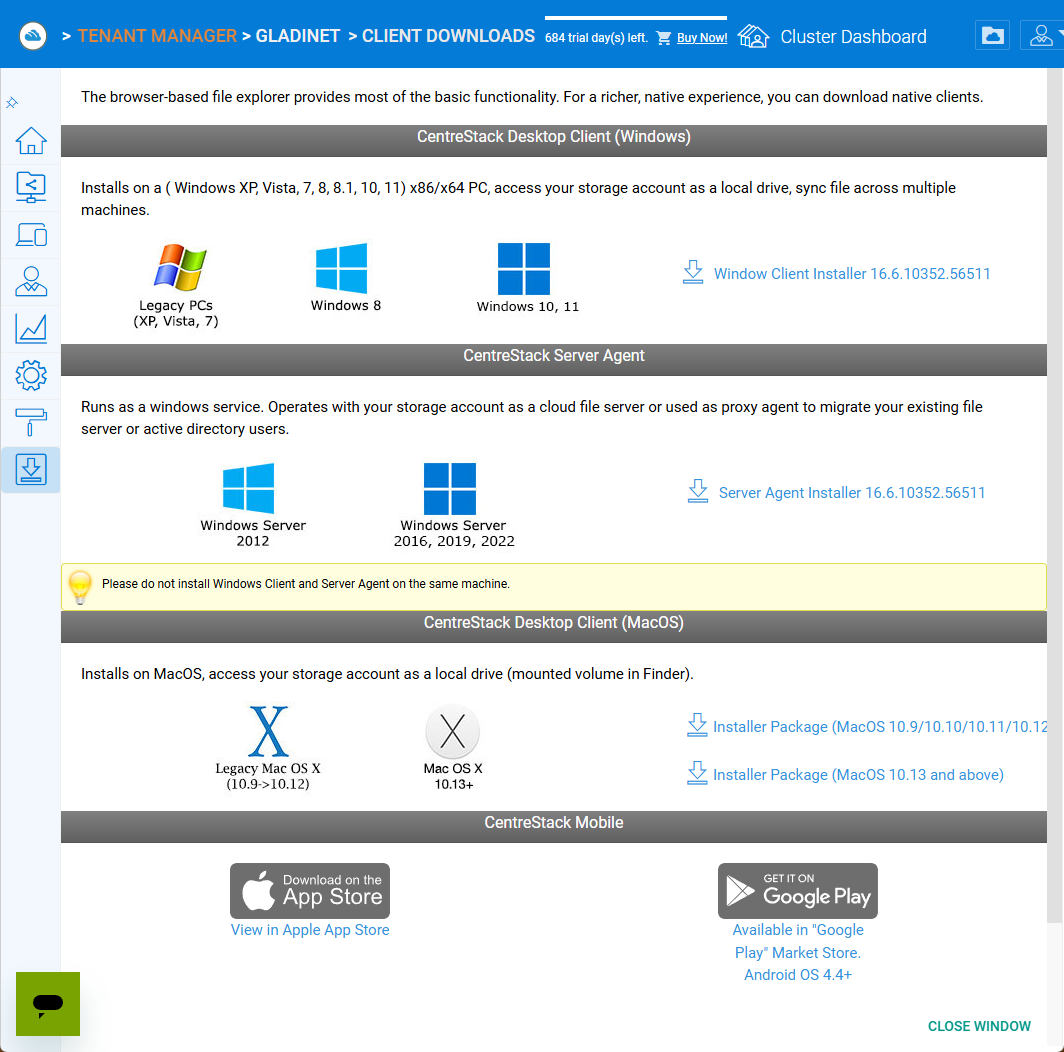 > TENANT MANAGER > GLADINET > CLIENT DOWNLOADS 684 trial day(s) left. Buy Now! Cluster Dashboard
The browser-based file explorer provides most of the basic functionality. For a richer, native experience, you can download native clients.
CentreStack Desktop Client (Windows)
Installs on a ( Windows XP, Vista, 7, 8, 8.1, 10, 11) x86/x64 PC, access your storage account as a local drive, sync file across multiple
machines.
Legacy PCs
(XP, Vista, 7)
Windows 8
Windows 10, 11
Window Client Installer 16.6.10352.56511
CentreStack Server Agent
Runs as a windows service. Operates with your storage account as a cloud file server or used as proxy agent to migrate your existing file
server or active directory users.
Windows Server
2012
Windows Server
2016, 2019, 2022
Server Agent Installer 16.6.10352.56511
Please do not install Windows Client and Server Agent on the same machine.
CentreStack Desktop Client (MacOS)
Installs on MacOS, access your storage account as a local drive (mounted volume in Finder).
X
Legacy Mac OS X
(10.9->10.12)
X
Mac OS X
10.13+
Installer Package (MacOS 10.9/10.10/10.11/10.12
Installer Package (MacOS 10.13 and above)
CentreStack Mobile
Download on the
App Store
View in Apple App Store
GET IT ON
Google Play
Available in "Google
Play" Market Store.
Android OS 4.4+
CLOSE WINDOW